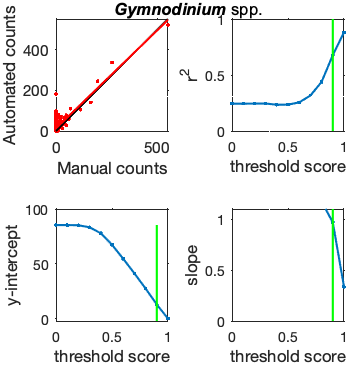 Gymnodinium spp.
Automated counts
400
200
0
0
500
Manual counts
r2
1
0.5
0
0
0.5
1
threshold score
y-intercept
100
50
0
0
0.5
1
threshold score
slope
1
0.5
0
0
0.5
1
threshold score